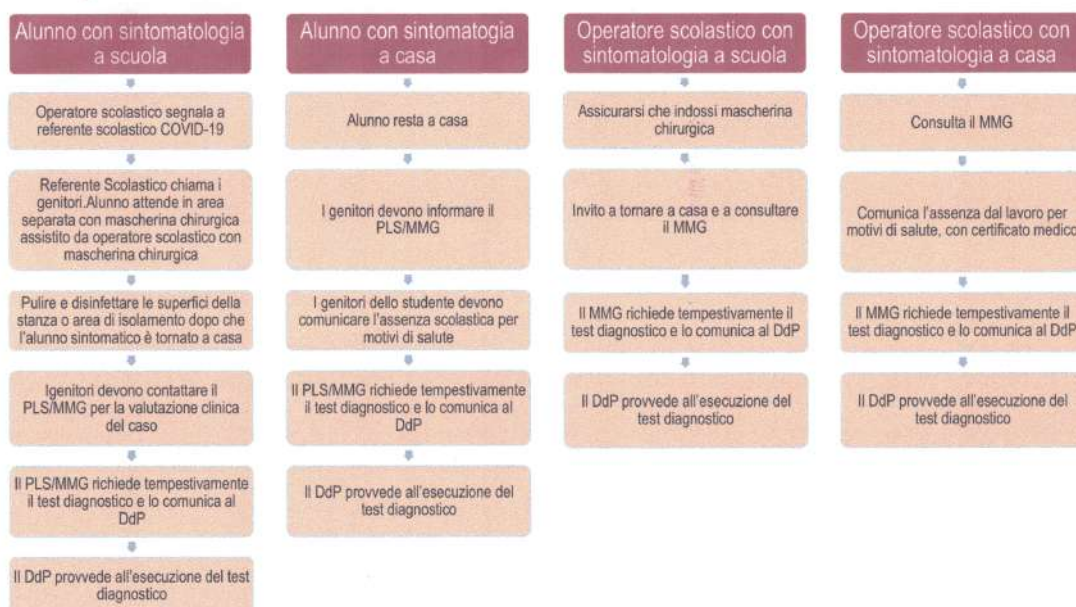 Alunno con sintomatologia
a scuola
Operatore scolastico segnala a
referente scolastico COVID-19
Referente Scolastico chiama i
genitori.Alunno attende in area
separata con mascherina chirurgica
assistito da operatore scolastico con
mascherina chirurgica
Pulire e disinfettare le superfici della
stanza o area di isolamento dopo che
l'alunno sintomatico è tornato a casa
Igenitori devono contattare il
PLS/MMG per la valutazione clinica
del caso
Il PLS/MMG richiede tempestivamente
il test diagnostico e lo comunica al
DdP
Il DdP provvede all'esecuzione del test
diagnostico
Alunno con sintomatogia
a casa
Alunno resta a casa
I genitori devono informare il
PLS/MMG
I genitori dello studente devono
comunicare l'assenza scolastica per
motivi di salute
Il PLS/MMG richiede tempestivamente
il test diagnostico e lo comunica al
DdP
Il DdP provvede all'esecuzione del
test diagnostico
Operatore scolastico con
sintomatologia a scuola
Assicurarsi che indossi mascherina
chirurgica
Invito a tornare a casa e a consultare
il MMG
Il MMG richiede tempestivamente il
test diagnostico e lo comunica al DdP
Il DdP provvede all'esecuzione del
test diagnostico
Operatore scolastico con
sintomatologia a casa
Consulta il MMG
Comunica l'assenza dal lavoro per
motivi di salute, con certificato medico
Il MMG richiede tempestivamente il
test diagnostico e lo comunica al DdP
Il DdP provvede all'esecuzione del
test diagnostico